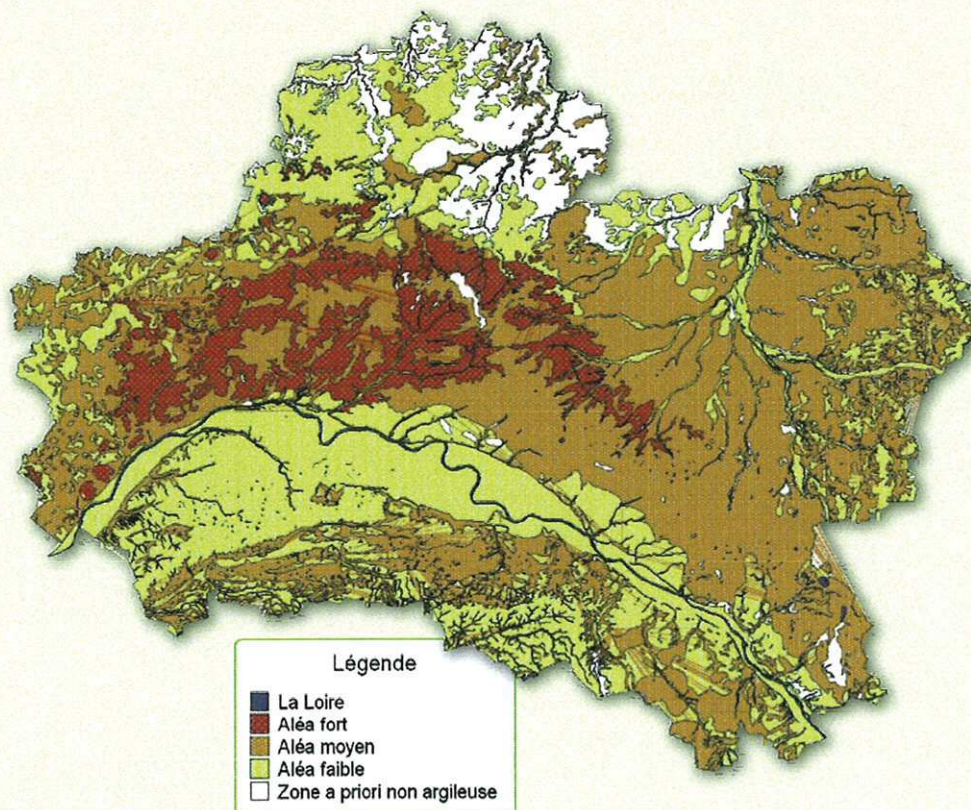 Légende
La Loire
Aléa fort
Aléa moyen
Aléa faible
Zone a priori non argileuse